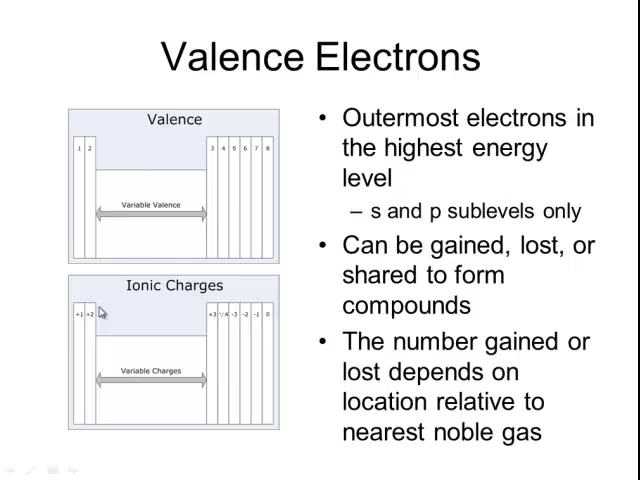 Valence Electrons
Valence
1 2 3 4 5 6 7 8
Variable Valence
Ionic Charges
+1 +2 +3 +/-4 -3 -2 -1 0
Variable Charges
• Outermost electrons in
the highest energy
level
– s and p sublevels only
• Can be gained, lost, or
shared to form
compounds
• The number gained or
lost depends on
location relative to
nearest noble gas